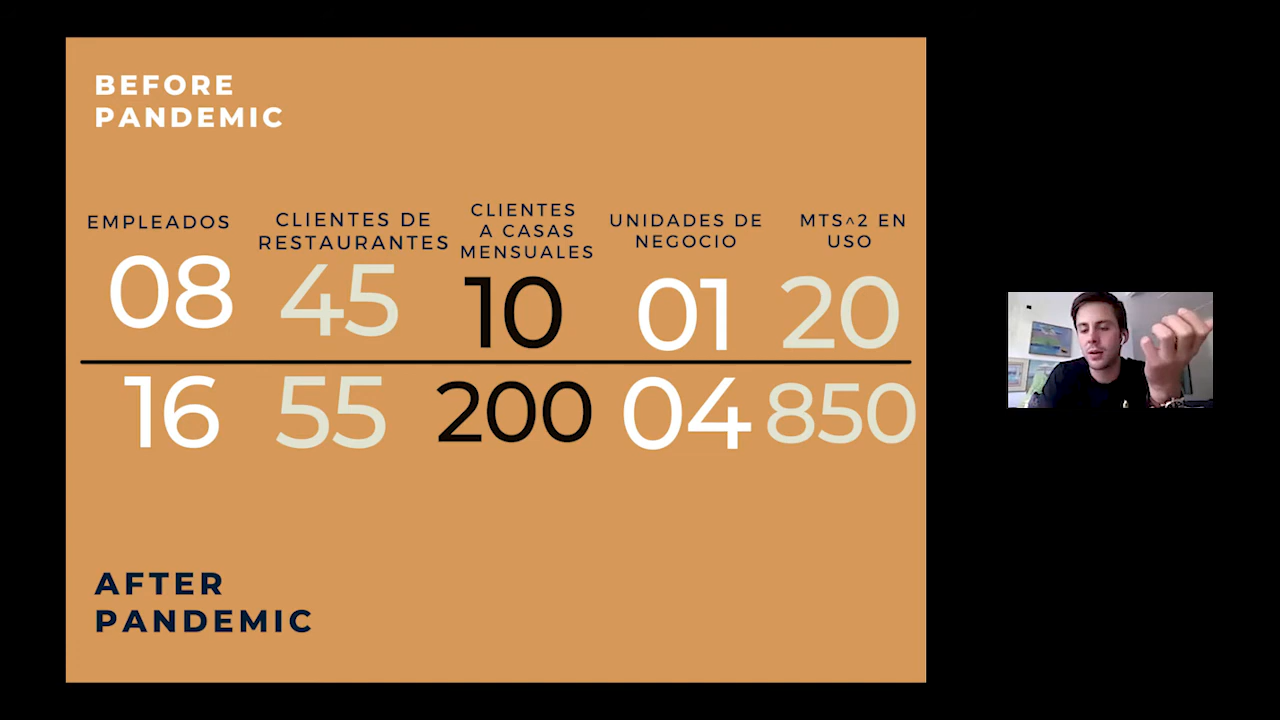 BEFORE
PANDEMIC
EMPLEADOS
CLIENTES DE
RESTAURANTES
CLIENTES
A CASAS
MENSUALES
UNIDADES DE
NEGOCIO
MTS^2 EN
USO
08 45 10 01 20
16 55 200 04 850
AFTER
PANDEMIC